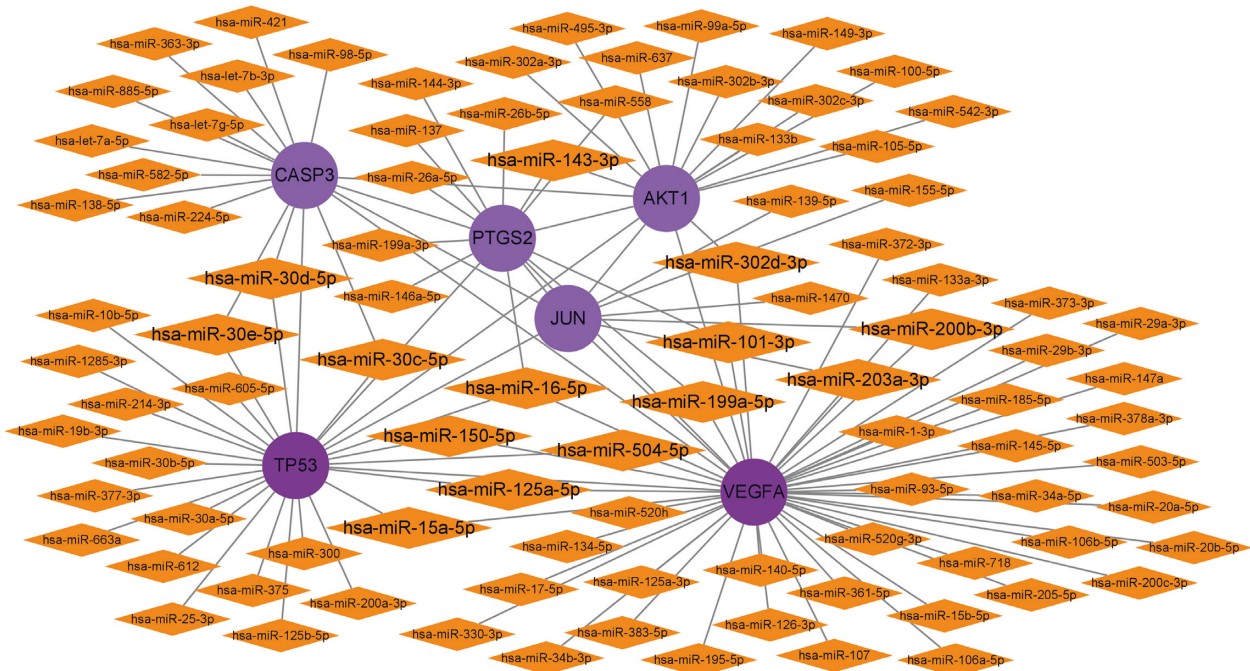 hsa-miR-421
hsa-miR-363-3p
hsa-miR-98-5p
hsa-let-7b-3p
hsa-miR-885-5p
hsa-let-7g-5p
hsa-let-7a-5p
hsa-miR-582-5p
hsa-miR-138-5p
hsa-miR-224-5p
CASP3
hsa-miR-495-3p
hsa-miR-99a-5p
hsa-miR-149-3p
hsa-miR-302a-3p
hsa-miR-637
hsa-miR-144-3p
hsa-miR-302b-3p
hsa-miR-100-5p
hsa-miR-558
hsa-miR-302c-3p
hsa-miR-26b-5p
hsa-miR-542-3p
hsa-miR-137
hsa-miR-133b
hsa-miR-105-5p
hsa-miR-143-3p
hsa-miR-26a-5p
AKT1
hsa-miR-155-5p
hsa-miR-139-5p
PTGS2
hsa-miR-199a-3p
hsa-miR-372-3p
hsa-miR-302d-3p
hsa-miR-30d-5p
hsa-miR-133a-3p
hsa-miR-146a-5p
hsa-miR-1470
hsa-miR-373-3p
JUN
hsa-miR-10b-5p
hsa-miR-29a-3p
hsa-miR-30e-5p
hsa-miR-200b-3p
hsa-miR-101-3p
hsa-miR-29b-3p
hsa-miR-1285-3p
hsa-miR-30c-5p
hsa-miR-147a
hsa-miR-203a-3p
hsa-miR-605-5p
hsa-miR-16-5p
hsa-miR-199a-5p
hsa-miR-185-5p
hsa-miR-214-3p
hsa-miR-378a-3p
hsa-miR-19b-3p
hsa-miR-1-3p
hsa-miR-150-5p
hsa-miR-504-5p
hsa-miR-145-5p
hsa-miR-30b-5p
TP53
hsa-miR-503-5p
hsa-miR-125a-5p
VEGFA
hsa-miR-93-5p
hsa-miR-377-3p
hsa-miR-34a-5p
hsa-miR-20a-5p
hsa-miR-30a-5p
hsa-miR-520h
hsa-miR-15a-5p
hsa-miR-663a
hsa-miR-520g-3p
hsa-miR-106b-5p
hsa-miR-20b-5p
hsa-miR-134-5p
hsa-miR-300
hsa-miR-612
hsa-miR-718
hsa-miR-140-5p
hsa-miR-200c-3p
hsa-miR-375
hsa-miR-17-5p
hsa-miR-125a-3p
hsa-miR-361-5p
hsa-miR-205-5p
hsa-miR-200a-3p
hsa-miR-25-3p
hsa-miR-15b-5p
hsa-miR-126-3p
hsa-miR-125b-5p
hsa-miR-330-3p
hsa-miR-383-5p
hsa-miR-34b-3p
hsa-miR-195-5p
hsa-miR-107
hsa-miR-106a-5p